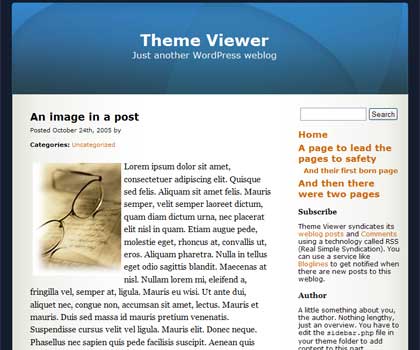 Theme Viewer
Just another WordPress weblog
An image in a post
Posted October 24th, 2005 by
Categories: Uncategorized
Lorem ipsum dolor sit amet,
consectetuer adipiscing elit. Quisque
sed felis. Aliquam sit amet felis. Mauris
semper, velit semper laoreet dictum,
quam diam dictum urna, nec placerat
elit nisl in quam. Etiam augue pede,
molestie eget, rhoncus at, convallis ut,
eros. Aliquam pharetra. Nulla in tellus
eget odio sagittis blandit. Maecenas at
nisl. Nullam lorem mi, eleifend a,
fringilla vel, semper at, ligula. Mauris eu wisi. Ut ante dui,
aliquet nec, congue non, accumsan sit amet, lectus. Mauris et
mauris. Duis sed massa id mauris pretium venenatis.
Suspendisse cursus velit vel ligula. Mauris elit. Donec neque.
Phasellus nec sapien quis pede facilisis suscipit. Aenean quis
Search
Home
A page to lead the
pages to safety
And their first born page
And then there
were two pages
Subscribe
Theme Viewer syndicates its
weblog posts and Comments
using a technology called RSS
(Real Simple Syndication). You
can use a service like
Bloglines to get notified when
there are new posts to this
weblog.
Author
A little something about you,
the author. Nothing lengthy,
just an overview. You have to
edit the sidebar.php file in
your theme folder to add
content to this part.